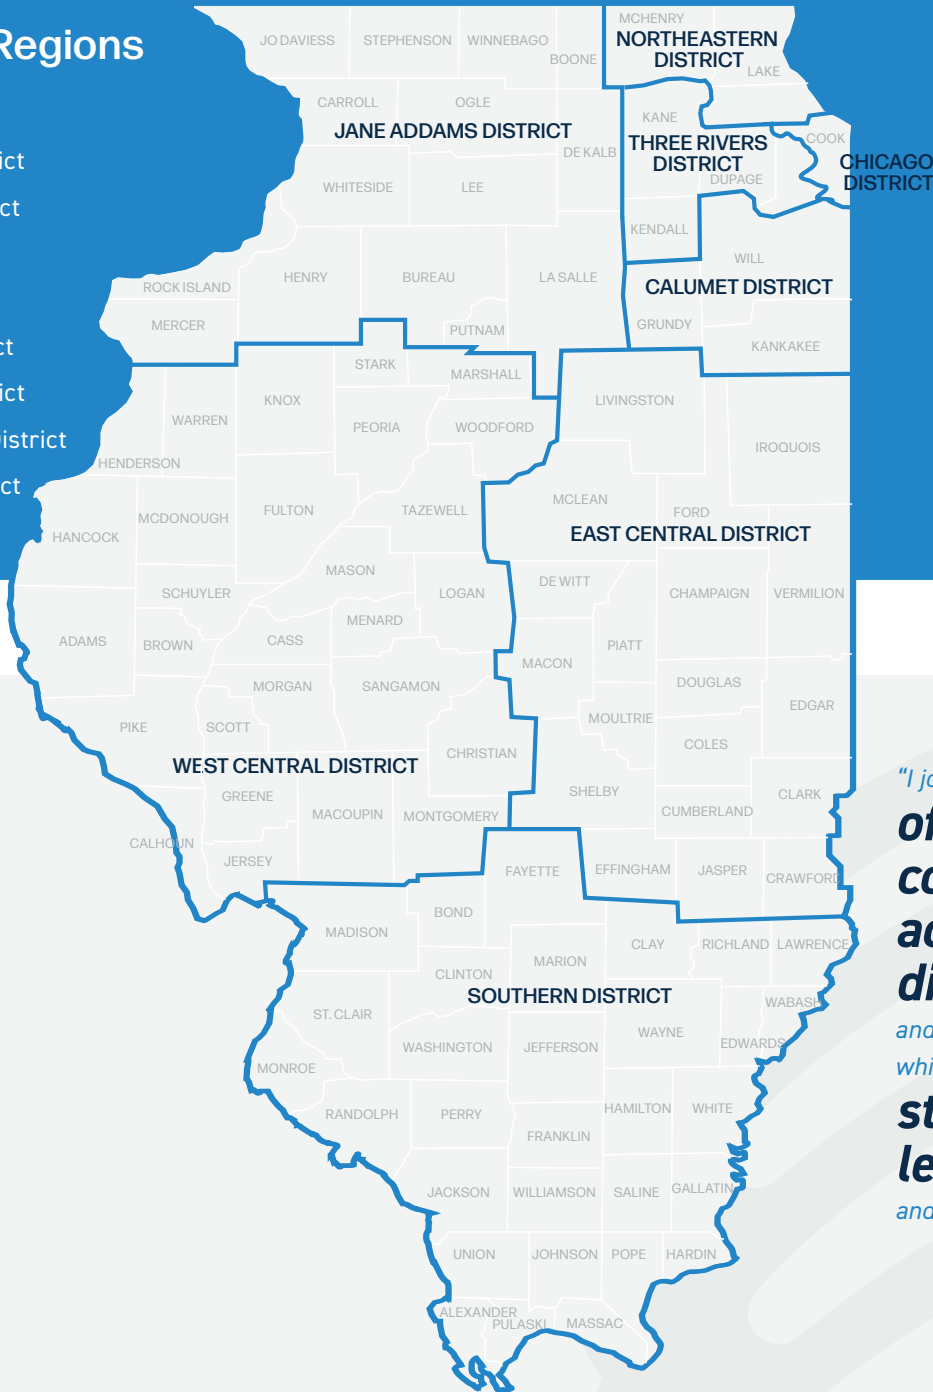 Regions
ict
ct
ct
ict
istrict
ct
JO DAVIESS
STEPHENSON
WINNEBAGO
BOONE
MCHENRY
NORTHEASTERN
DISTRICT
LAKE
CARROLL
OGLE
JANE ADDAMS DISTRICT
DE KALB
KANE
THREE RIVERS
DISTRICT
DUPAGE
COOK
CHICAGO
DISTRICT
WHITESIDE
LEE
KENDALL
WILL
ROCK ISLAND
HENRY
BUREAU
LA SALLE
CALUMET DISTRICT
MERCER
PUTNAM
GRUNDY
KANKAKEE
STARK
MARSHALL
KNOX
WARREN
PEORIA
WOODFORD
LIVINGSTON
IROQUOIS
HENDERSON
MCLEAN
FORD
HANCOCK
MCDONOUGH
FULTON
TAZEWELL
EAST CENTRAL DISTRICT
MASON
DE WITT
SCHUYLER
LOGAN
CHAMPAIGN
VERMILION
ADAMS
BROWN
CASS
MENARD
PIATT
MACON
MORGAN
SANGAMON
DOUGLAS
EDGAR
PIKE
SCOTT
MOULTRIE
COLES
CHRISTIAN
WEST CENTRAL DISTRICT
SHELBY
CLARK
GREENE
MACOUPIN
MONTGOMERY
CUMBERLAND
CALHOUN
JERSEY
FAYETTE
EFFINGHAM
JASPER
CRAWFORD
BOND
MADISON
CLAY
RICHLAND
LAWRENCE
MARION
CLINTON
SOUTHERN DISTRICT
WABASH
ST. CLAIR
WAYNE
EDWARDS
WASHINGTON
JEFFERSON
MONROE
RANDOLPH
PERRY
HAMILTON
WHITE
FRANKLIN
JACKSON
WILLIAMSON
SALINE
GALLATIN
UNION
JOHNSON
POPE
HARDIN
ALEXANDER
PULASKI
MASSAC
“I jo
of
co
ac
di
and
whi
st
le
and